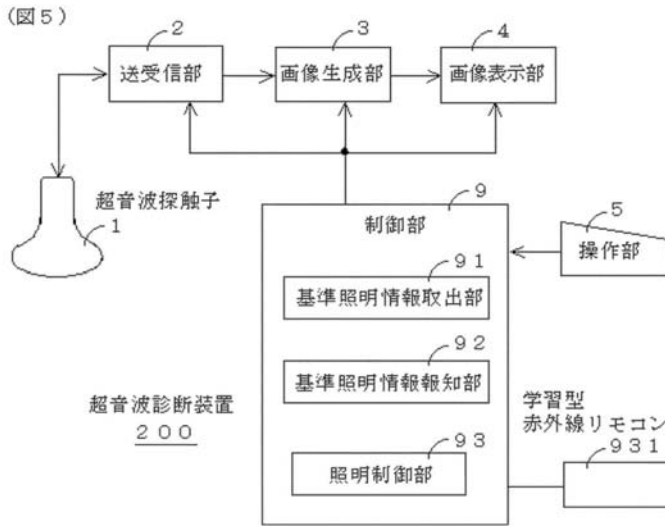 (図5)
2
3
4
送受信部
画像生成部
画像表示部
超音波探触子
1
9
制御部
5
操作部
91
基準照明情報取出部
92
基準照明情報報知部
超音波診断装置
200
学習型
赤外線リモコン
931
93
照明制御部